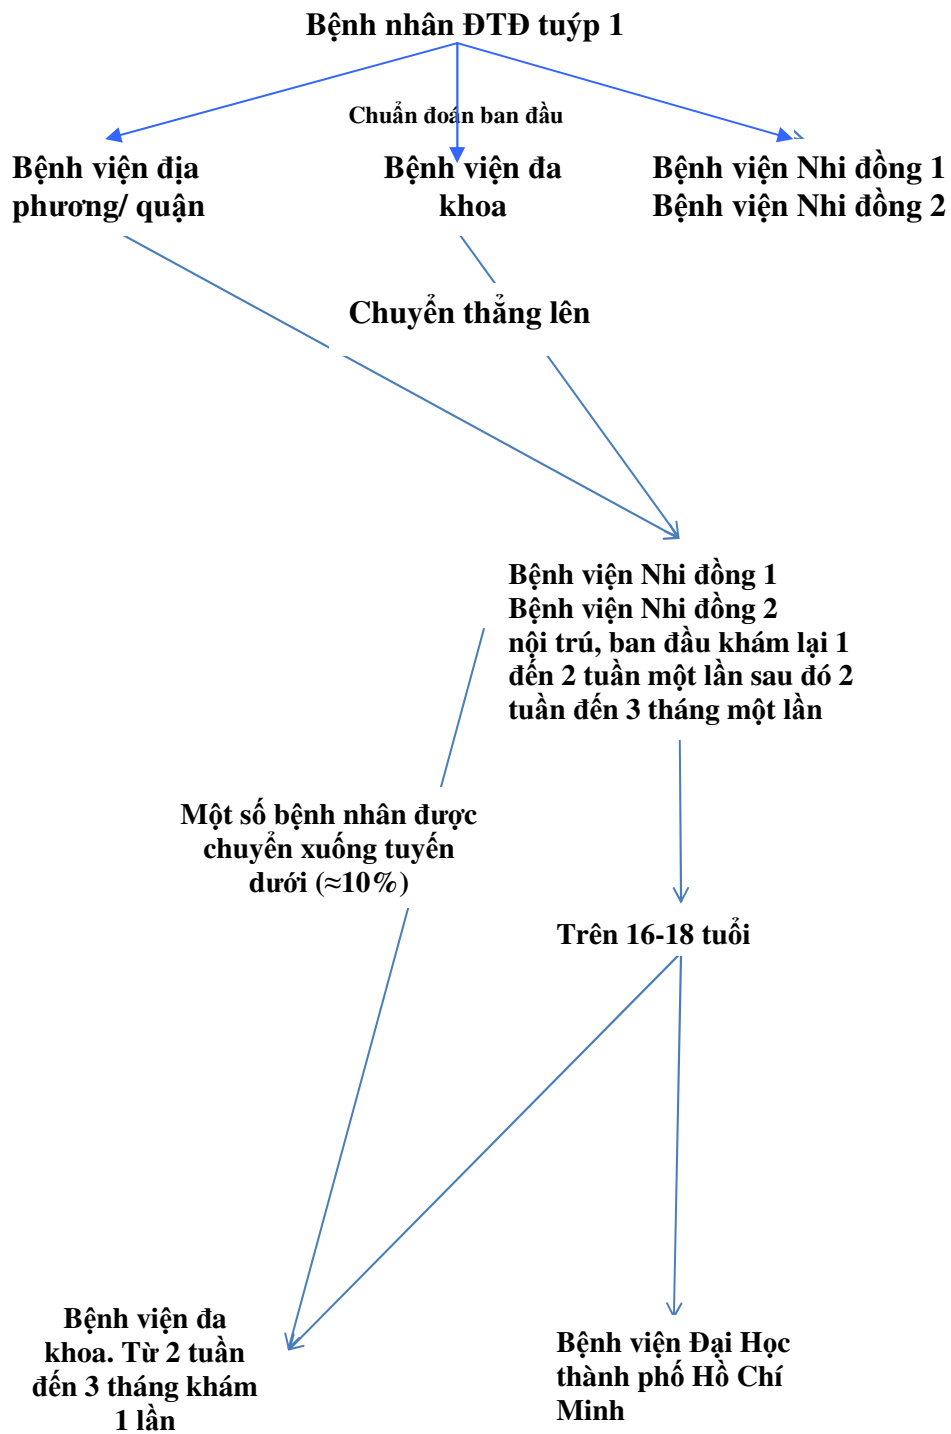 Bệnh nhân ĐTĐ tuýp 1
Chuẩn đoán ban đầu
Bệnh viện địa
phương/ quận
Bệnh viện đa
khoa
Bệnh viện Nhi đồng 1
Bệnh viện Nhi đồng 2
Chuyển thẳng lên
Bệnh viện Nhi đồng 1
Bệnh viện Nhi đồng 2
nội trú, ban đầu khám lại 1
đến 2 tuần một lần sau đó 2
tuần đến 3 tháng một lần
Một số bệnh nhân được
chuyển xuống tuyến
dưới (≈10%)
Trên 16-18 tuổi
Bệnh viện đa
khoa. Từ 2 tuần
đến 3 tháng khám
1 lần
Bệnh viện Đại Học
thành phố Hồ Chí
Minh